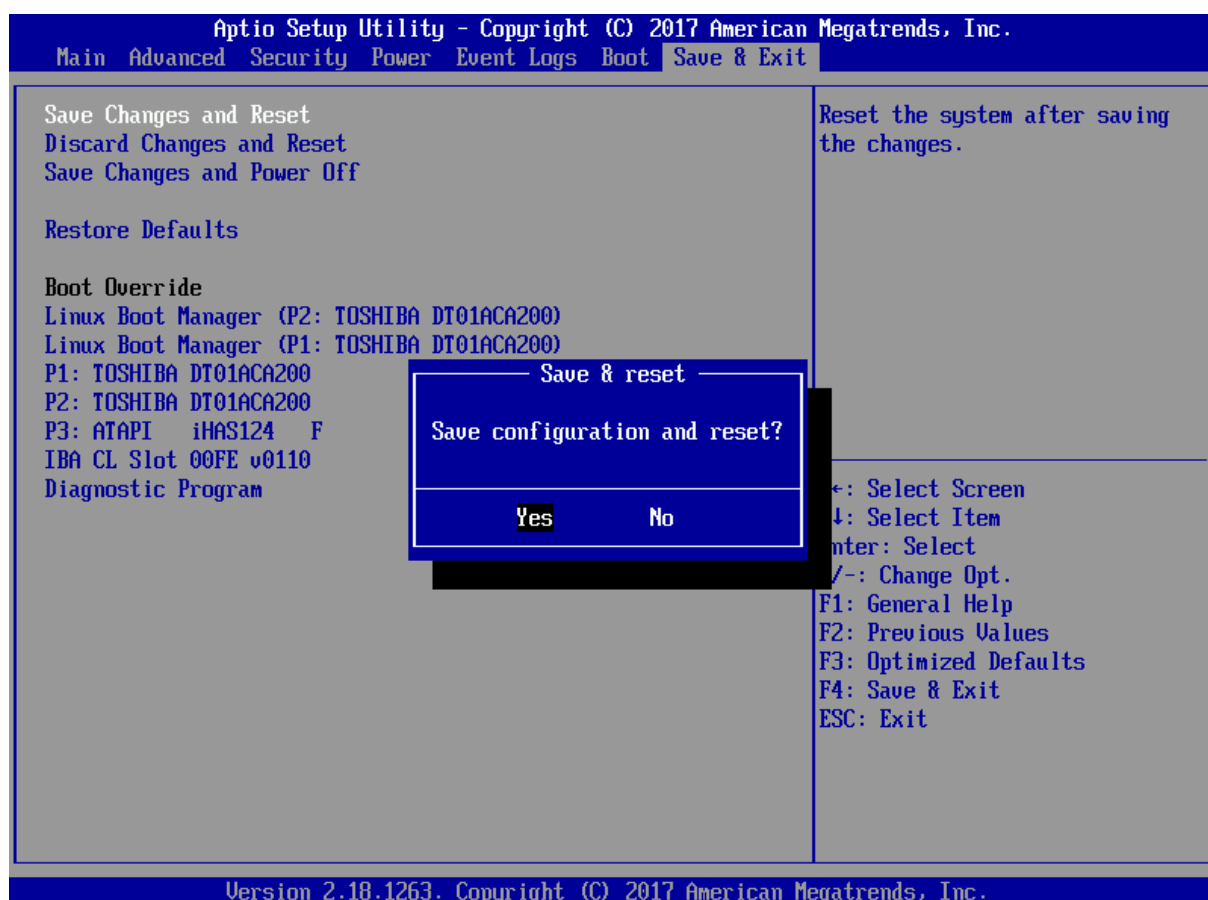 Aptio Setup Utility - Copyright (C) 2017 American Megatrends, Inc.
Main Advanced Security Power Event Logs Boot Save & Exit
Save Changes and Reset
Discard Changes and Reset
Save Changes and Power Off
Restore Defaults
Boot Override
Linux Boot Manager (P2: TOSHIBA DT01ACA200)
Linux Boot Manager (P1: TOSHIBA DT01ACA200)
P1: TOSHIBA DT01ACA200
P2: TOSHIBA DT01ACA200
P3: ATAPI iHAS124 F
IBA CL Slot 00FE v0110
Diagnostic Program
Save & reset
Save configuration and reset?
Yes No
Reset the system after saving
the changes.
←: Select Screen
↓: Select Item
nter: Select
/-: Change Opt.
F1: General Help
F2: Previous Values
F3: Optimized Defaults
F4: Save & Exit
ESC: Exit
Version 2.18.1263. Copyright (C) 2017 American Megatrends, Inc.